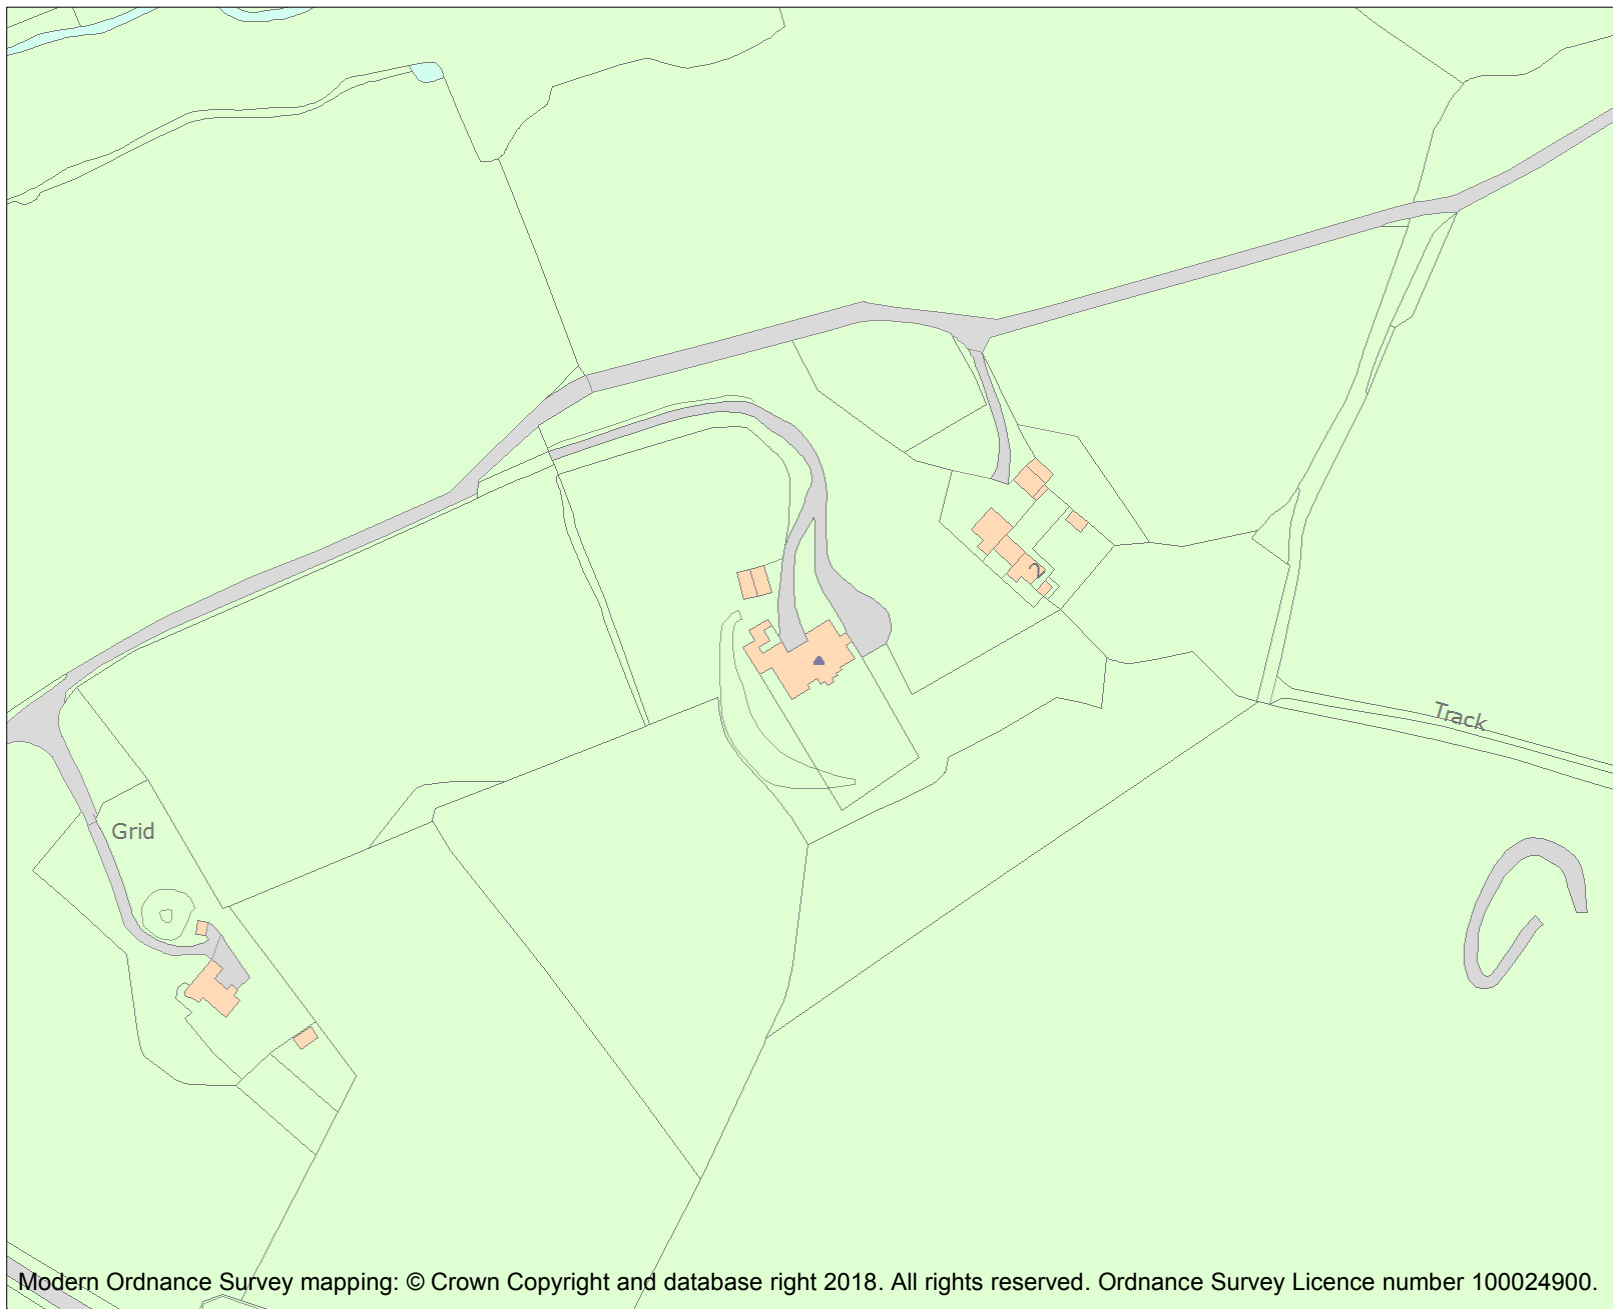 2
Track
Grid
Modern Ordnance Survey mapping: © Crown Copyright and database right 2018. All rights reserved. Ordnance Survey Licence number 100024900.